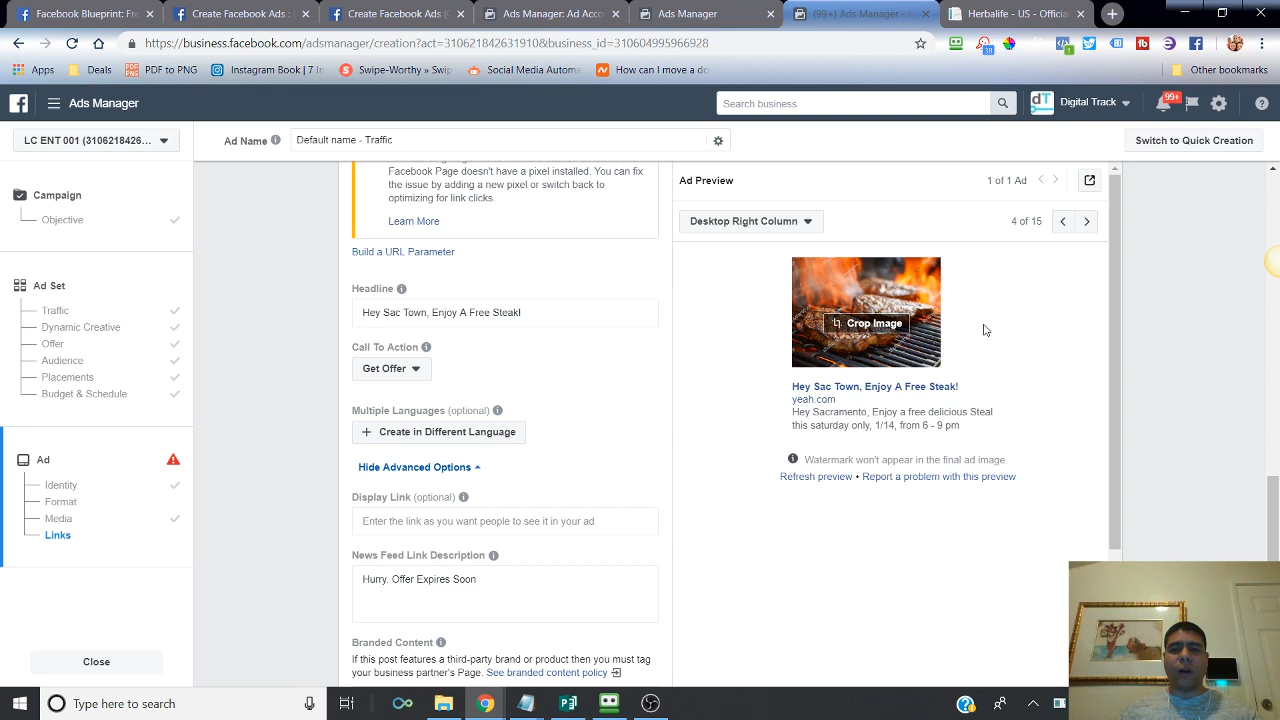 Facebook Blueprint: Fr
Create Facebook Ads :
Create Facebook Ads (
Ads Manager: Ad Acco
Ads Manager
(99+) Ads Manager -
Herbalife - US - Offici
https://business.facebook.com/adsmanager/creation?act=310621842631910&business_id=310604995966928
38
1
Apps
Deals
PDF to PNG
Instagram Book | 7 In
Swipe-Worthy » Swip
Social Media Automa
How can I move a do
Other bookmarks
Ads Manager
Search business
dT
Digital Track
99+
LC ENT 001 (3106218426...
Ad Name
Default name - Traffic
Switch to Quick Creation
Campaign
Objective
Ad Set
Traffic
Dynamic Creative
Offer
Audience
Placements
Budget & Schedule
Ad
Identity
Format
Media
Links
Close
Facebook Page doesn't have a pixel installed. You can fix
the issue by adding a new pixel or switch back to
optimizing for link clicks.
Learn More
Build a URL Parameter
Headline
Hey Sac Town, Enjoy A Free Steak!
Call To Action
Get Offer
Multiple Languages (optional)
Create in Different Language
Hide Advanced Options
Display Link (optional)
Enter the link as you want people to see it in your ad
News Feed Link Description
Hurry. Offer Expires Soon
Branded Content
If this post features a third-party brand or product then you must tag
your business partner's Page. See branded content policy
Ad Preview
1 of 1 Ad
Desktop Right Column
4 of 15
Crop Image
Hey Sac Town, Enjoy A Free Steak!
yeah.com
Hey Sacramento, Enjoy a free delicious Steal
this saturday only, 1/14, from 6 - 9 pm
Watermark won't appear in the final ad image.
Refresh preview • Report a problem with this preview
Type here to search